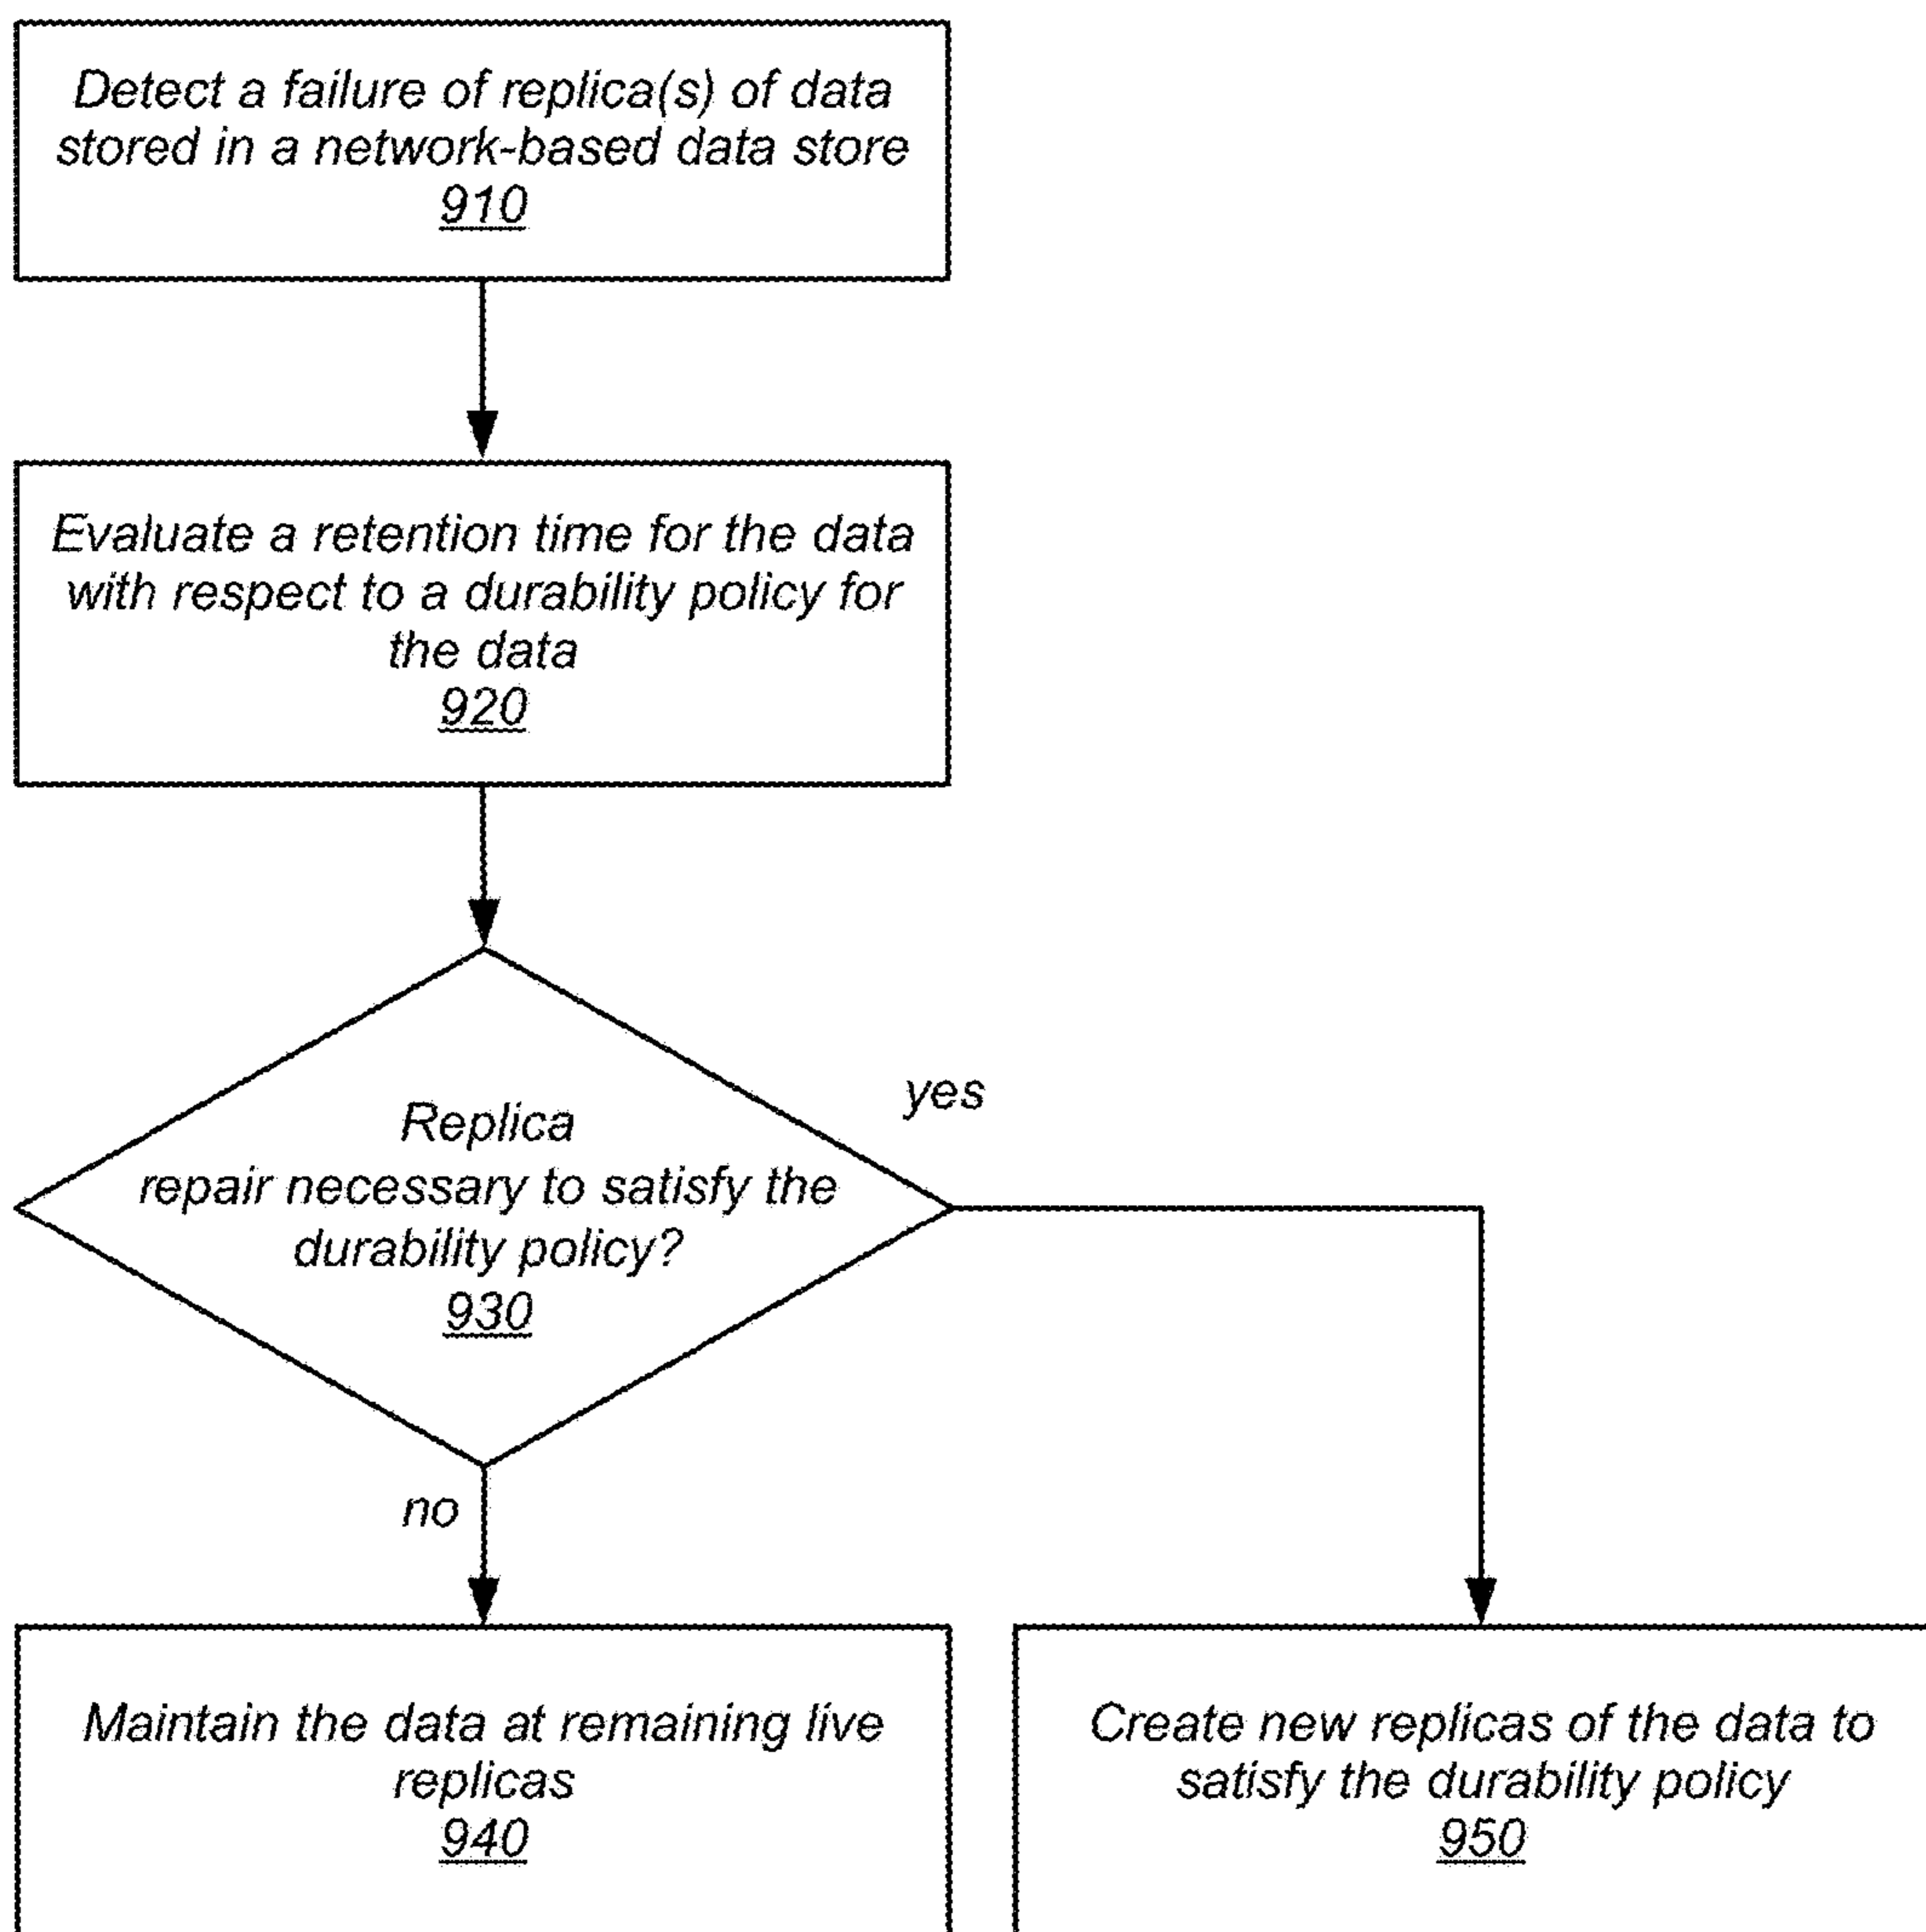 Detect a failure of replica(s) of data
stored in a network-based data store
910
Evaluate a retention time for the data
with respect to a durability policy for
the data
920
Replica
repair necessary to satisfy the
durability policy?
930
yes
no
Maintain the data at remaining live
replicas
940
Create new replicas of the data to
satisfy the durability policy
950